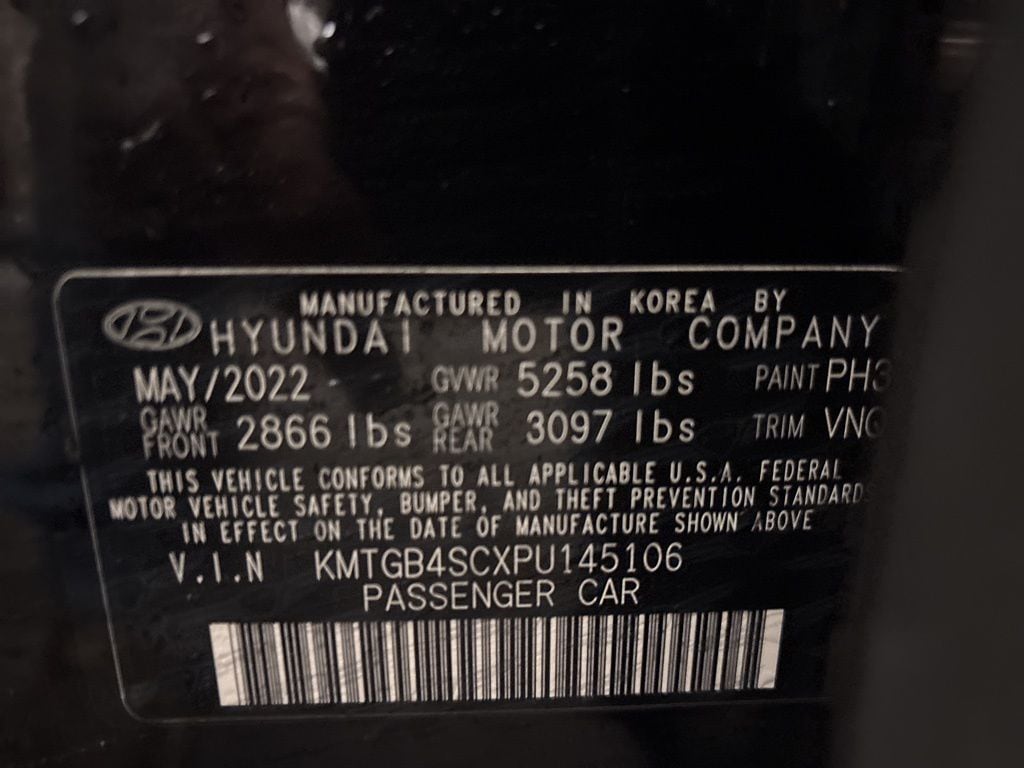 MANUFACTURED IN KOREA BY
HYUNDAI MOTOR COMPANY
MAY/2022 GVWR 5258 lbs PAINT PH3
GAWR FRONT 2866 lbs GAWR REAR 3097 lbs TRIM
THIS VEHICLE CONFORMS TO ALL APPLICABLE U.S.A. FEDERAL
MOTOR VEHICLE SAFETY, BUMPER, AND THEFT PREVENTION STANDARDS
IN EFFECT ON THE DATE OF MANUFACTURE SHOWN ABOVE
V.I.N KMTGB4SCXPU145106
PASSENGER CAR